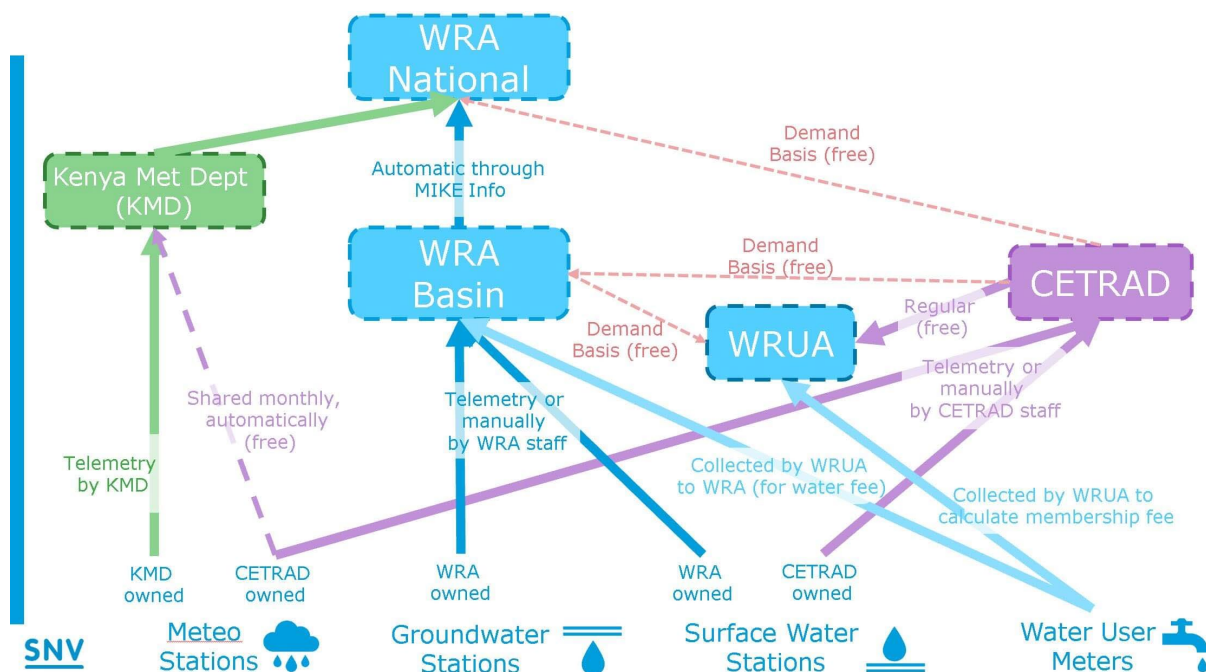 WRA
National
Demand
Basis (free)
Kenya Met Dept
(KMD)
Automatic through
MIKE Info
WRA
Basin
Demand
Basis (free)
CETRAD
Regular
(free)
Demand
Basis (free)
WRUA
Shared monthly,
automatically
(free)
Telemetry or
manually
by WRA staff
Telemetry or
manually
by CETRAD staff
Telemetry
by KMD
Collected by WRUA
to WRA (for water fee)
Collected by WRUA to
calculate membership fee
KMD
owned
CETRAD
owned
WRA
owned
WRA
owned
CETRAD
owned
SNV
Meteo
Stations
Groundwater
Stations
Surface Water
Stations
Water User
Meters